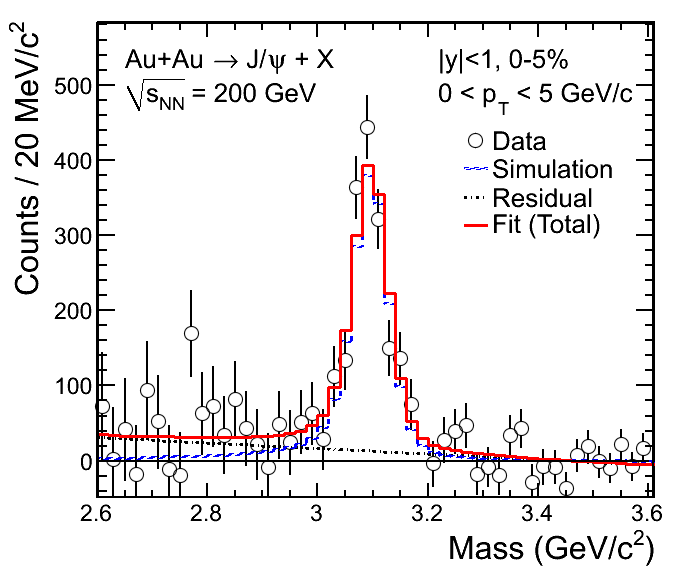 Au+Au → J/ψ + X
√sNN = 200 GeV
|y|<1, 0-5%
0 < pT < 5 GeV/c
Data
Simulation
Residual
Fit (Total)
Counts / 20 MeV/c²
500
400
300
200
100
0
2.6 2.8 3 3.2 3.4 3.6
Mass (GeV/c²)